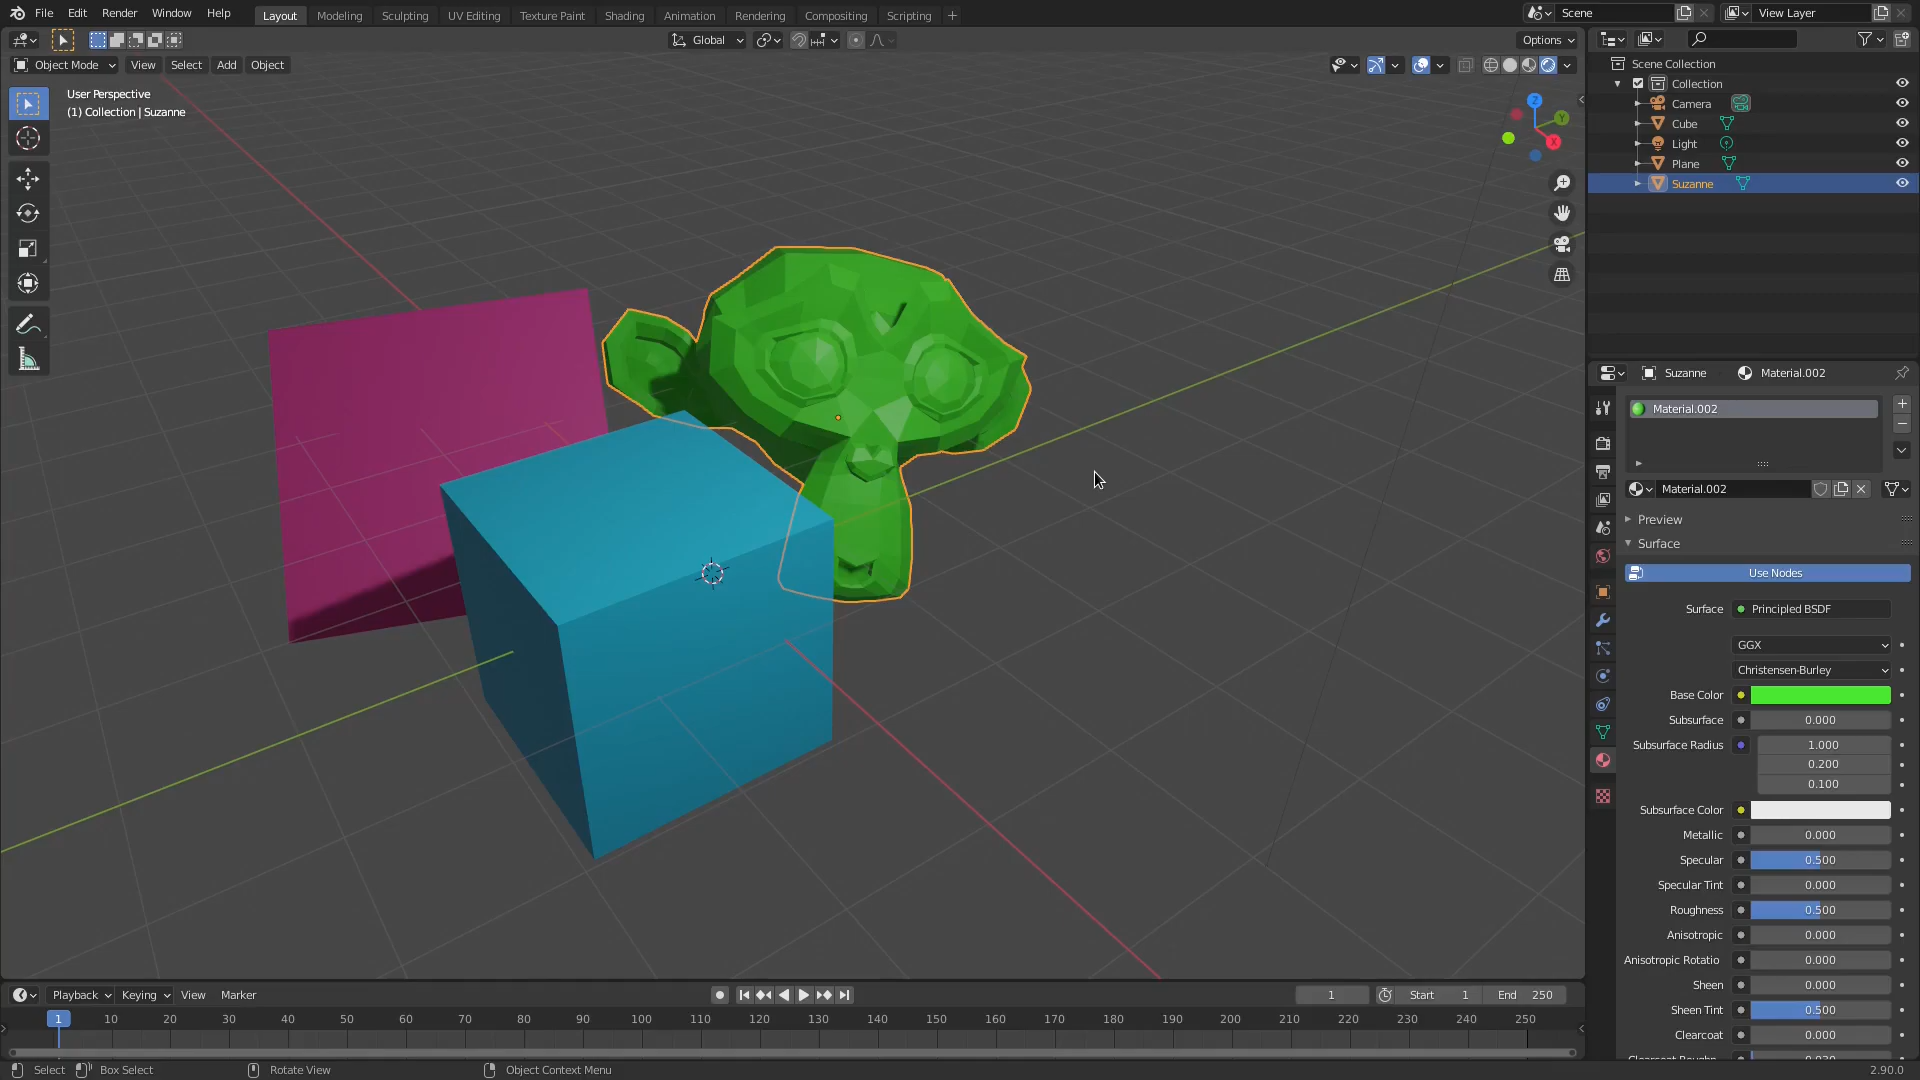 File Edit Render Window Help Layout Modeling Sculpting UV Editing Texture Paint Shading Animation Rendering Compositing Scripting + Scene View Layer
Global Options
Object Mode View Select Add Object
User Perspective
(1) Collection | Suzanne
Z
Y
X
Scene Collection
Collection
Camera
Cube
Light
Plane
Suzanne
Suzanne Material.002
Material.002
Material.002
Preview
Surface
Use Nodes
Surface Principled BSDF
GGX
Christensen-Burley
Base Color
Subsurface 0.000
Subsurface Radius 1.000
0.200
0.100
Subsurface Color
Metallic 0.000
Specular 0.500
Specular Tint 0.000
Roughness 0.500
Anisotropic 0.000
Anisotropic Rotatio 0.000
Sheen 0.000
Sheen Tint 0.500
Clearcoat 0.000
Playback Keying View Marker 1 Start 1 End 250
1 10 20 30 40 50 60 70 80 90 100 110 120 130 140 150 160 170 180 190 200 210 220 230 240 250
Select Box Select Rotate View Object Context Menu 2.90.0